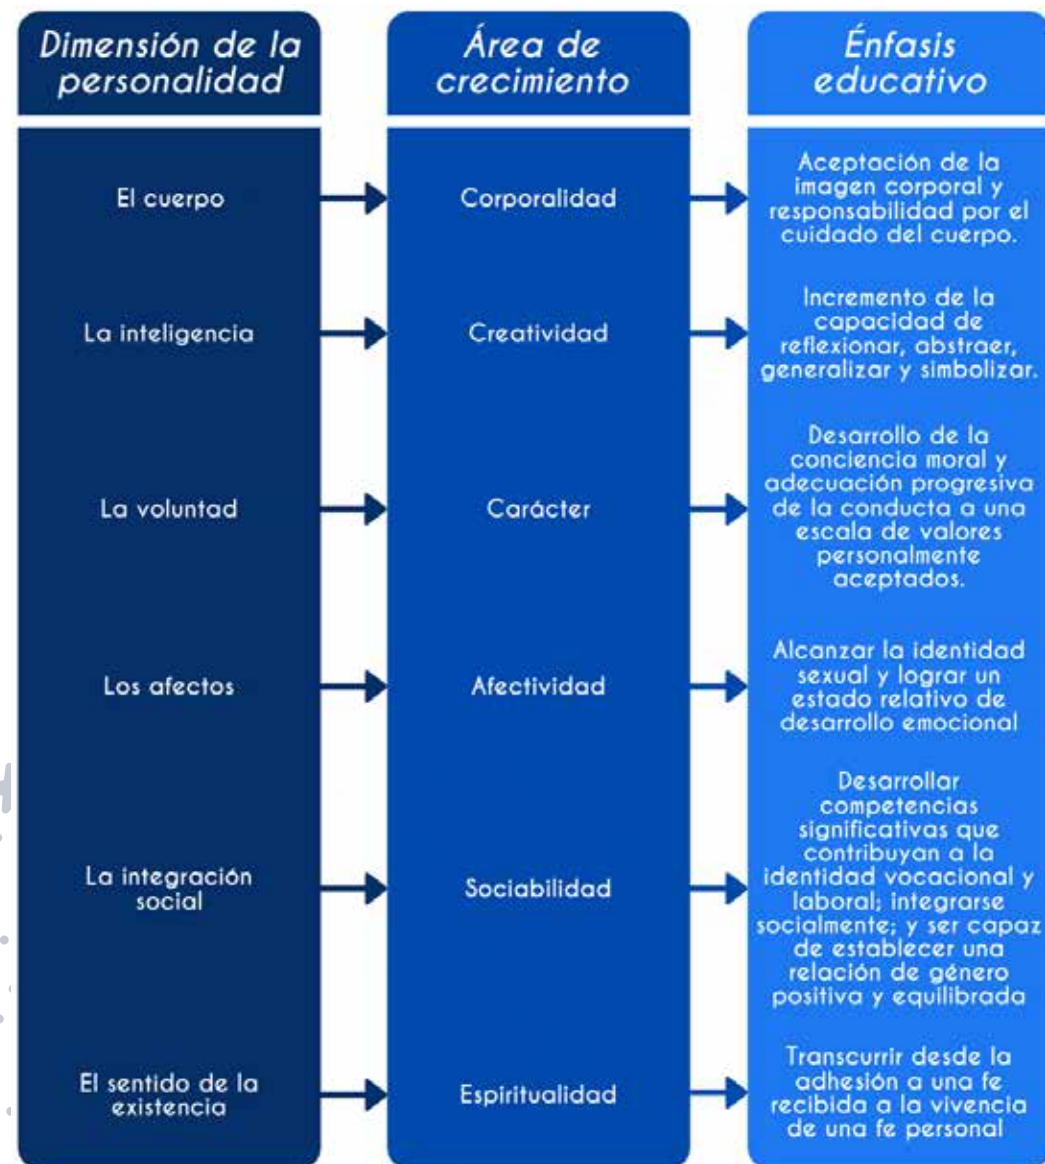 Dimensión de la
personalidad
Área de
crecimiento
Énfasis
educativo
El cuerpo
Corporalidad
Aceptación de la
imagen corporal y
responsabilidad por el
cuidado del cuerpo.
La inteligencia
Creatividad
Incremento de la
capacidad de
reflexionar, abstraer,
generalizar y simbolizar.
La voluntad
Carácter
Desarrollo de la
conciencia moral y
adecuación progresiva
de la conducta a una
escala de valores
personalmente
aceptados.
Los afectos
Afectividad
Alcanzar la identidad
sexual y lograr un
estado relativo de
desarrollo emocional
La integración
social
Sociabilidad
Desarrollar
competencias
significativas que
contribuyan a la
identidad vocacional y
laboral; integrarse
socialmente; y ser capaz
de establecer una
relación de género
positiva y equilibrada
El sentido de la
existencia
Espiritualidad
Transcurrir desde la
adhesión a una fe
recibida a la vivencia
de una fe personal